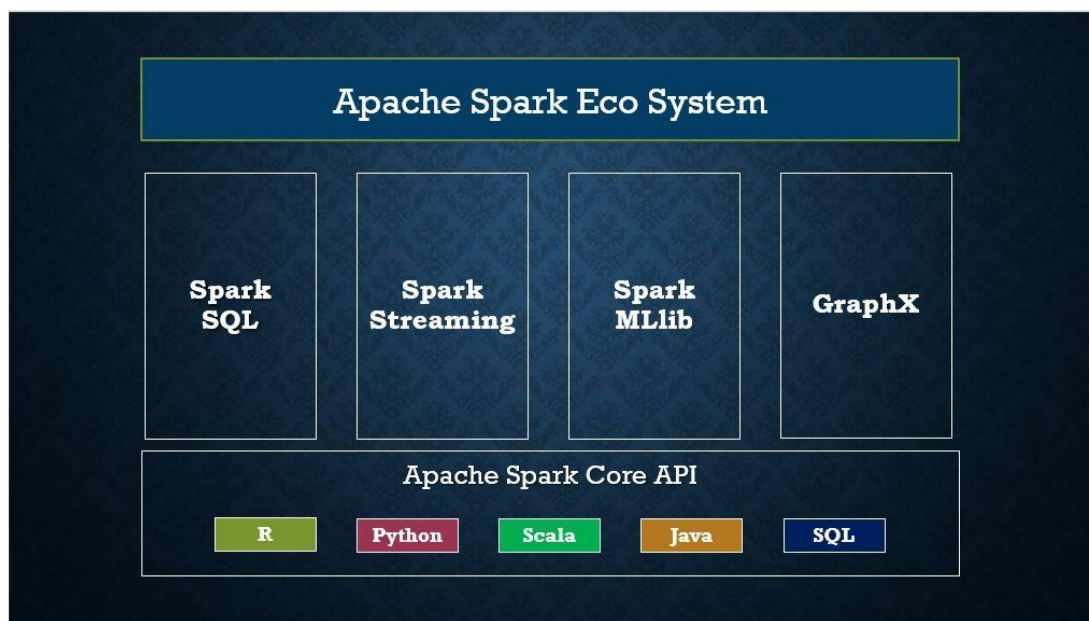 Apache Spark Eco System
Spark
SQL
Spark
Streaming
Spark
MLlib
GraphX
Apache Spark Core API
R
Python
Scala
Java
SQL